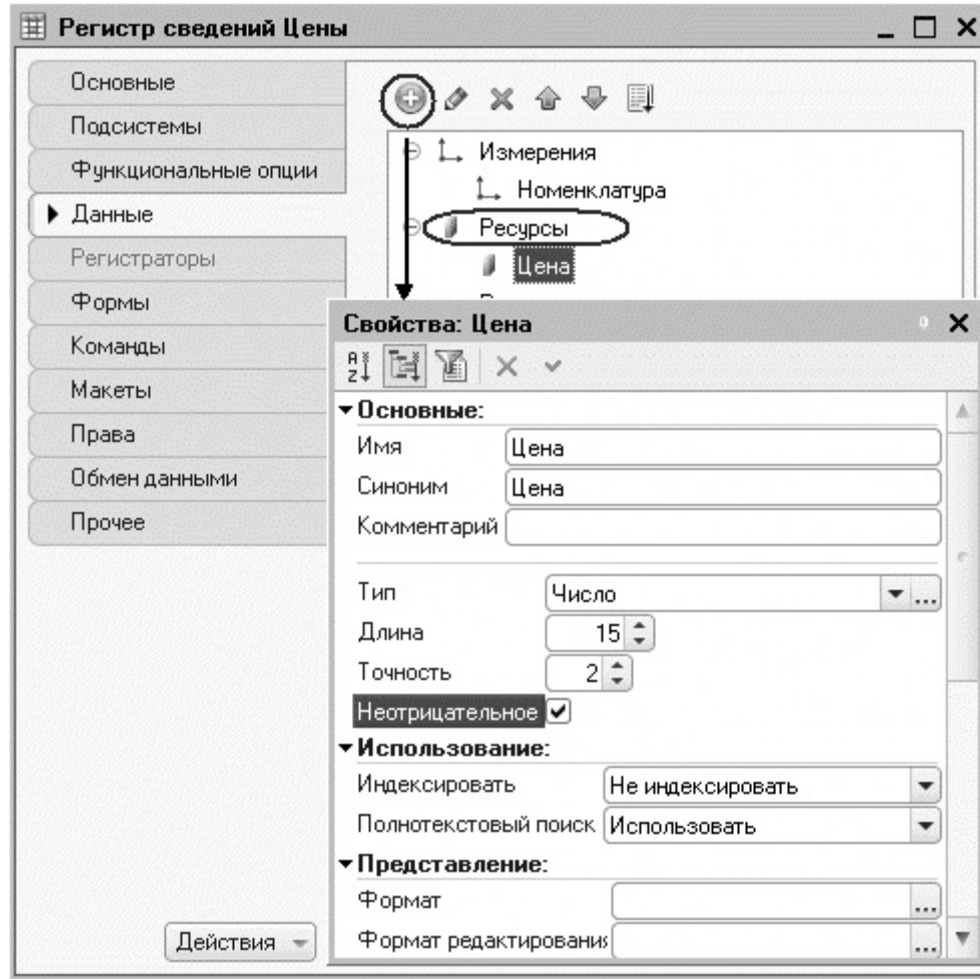 Регистр сведений Цены
Основные
Подсистемы
Функциональные опции
Данные
Регистраторы
Формы
Команды
Макеты
Права
Обмен данными
Прочее
Действия
Измерения
Номенклатура
Ресурсы
Цена
Свойства: Цена
Основные:
Имя Цена
Синоним Цена
Комментарий
Тип Число ...
Длина 15
Точность 2
Неотрицательное
Использование:
Индексировать Не индексировать
Полнотекстовый поиск Использовать
Представление:
Формат ...
Формат редактирования ...